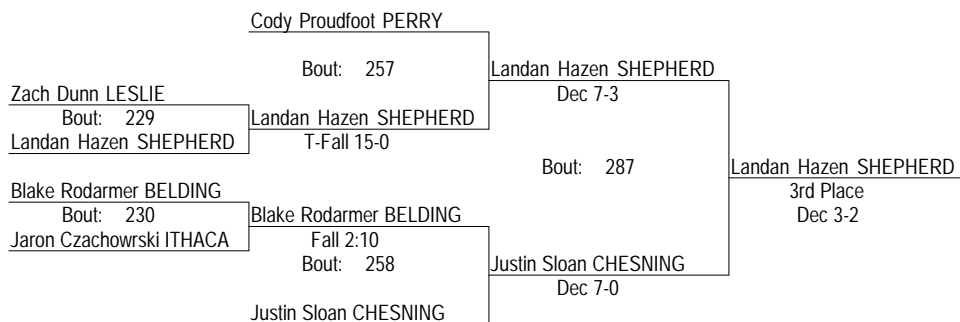 Cody Proudfoot PERRY
Bout: 257
Landan Hazen SHEPHERD
Dec 7-3
Zach Dunn LESLIE
Bout: 229
Landan Hazen SHEPHERD
Landan Hazen SHEPHERD
T-Fall 15-0
Bout: 287
Landan Hazen SHEPHERD
3rd Place
Dec 3-2
Blake Rodarmer BELDING
Bout: 230
Jaron Czachowrski ITHACA
Blake Rodarmer BELDING
Fall 2:10
Bout: 258
Justin Sloan CHESNING
Dec 7-0
Justin Sloan CHESNING